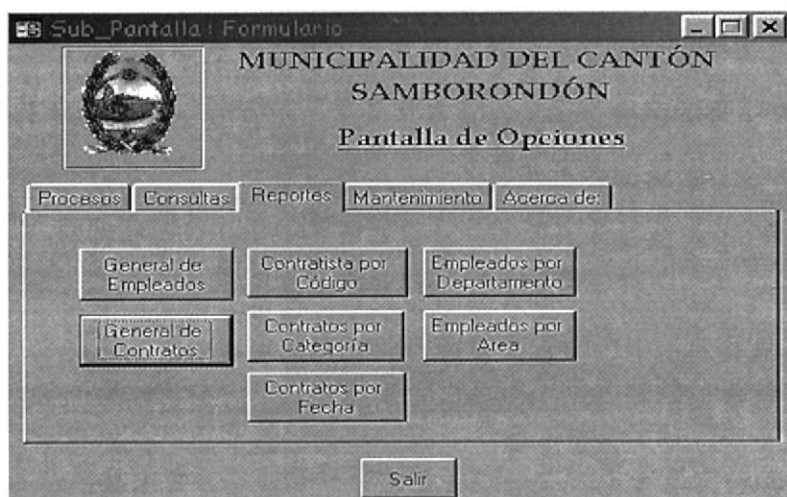 Sub_Pantalla : Formulario
MUNICIPALIDAD DEL CANTÓN
SAMBORONDÓN
Pantalla de Opciones
Procesos Consultas Reportes Mantenimiento Acerca de:
General de
Empleados
Contratista por
Código
Empleados por
Departamento
General de
Contratos
Contratos por
Categoría
Empleados por
Area
Contratos por
Fecha
Salir